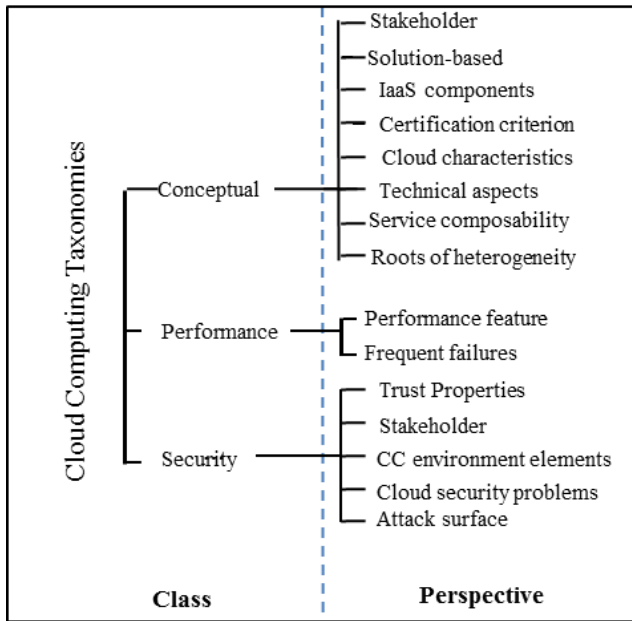 Cloud Computing Taxonomies
Conceptual
Stakeholder
Solution-based
IaaS components
Certification criterion
Cloud characteristics
Technical aspects
Service composability
Roots of heterogeneity
Performance
Performance feature
Frequent failures
Security
Trust Properties
Stakeholder
CC environment elements
Cloud security problems
Attack surface
Class
Perspective